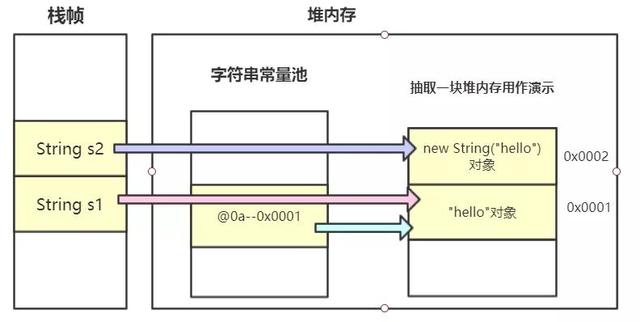 栈帧
堆内存
字符串常量池
抽取一块堆内存用作演示
String s2
new String("hello")
对象
0x0002
String s1
@0a--0x0001
"hello"对象
0x0001